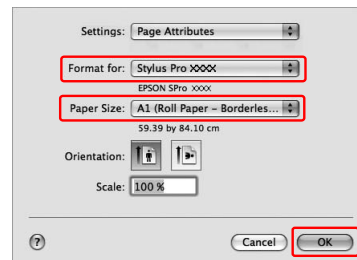 Settings: Page Attributes
Format for: Stylus Pro XXXX
EPSON SPro XXXX
Paper Size: A1 (Roll Paper – Borderles...
59.39 by 84.10 cm
Orientation:
Scale: 100 %
? Cancel OK